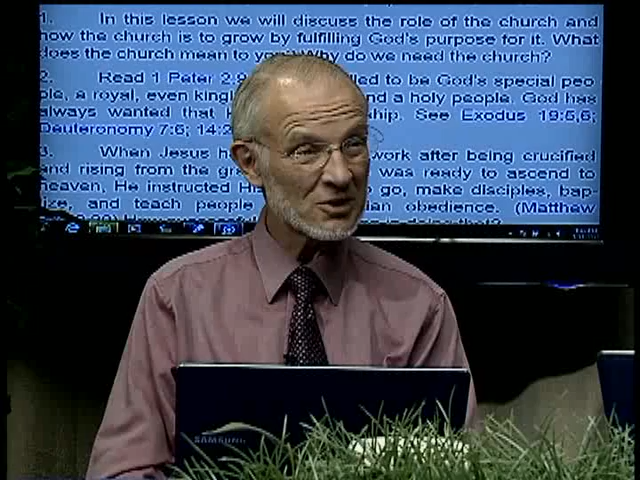 1. In this lesson we will discuss the role of the church and
how the church is to grow by fulfilling God's purpose for it. What
does the church mean to you? Why do we need the church?
2. Read 1 Peter 2:9 led to be God's special peo-
ple, a royal, even kingl nd a holy people. God has
always wanted that ship. See Exodus 19:5,6;
Deuteronomy 7:6; 14:2
3. When Jesus h work after being crucified
and rising from the gra was ready to ascend to
heaven, He instructed H go, make disciples, bap-
ize, and teach people ian obedience. (Matthew
SAMSUNG